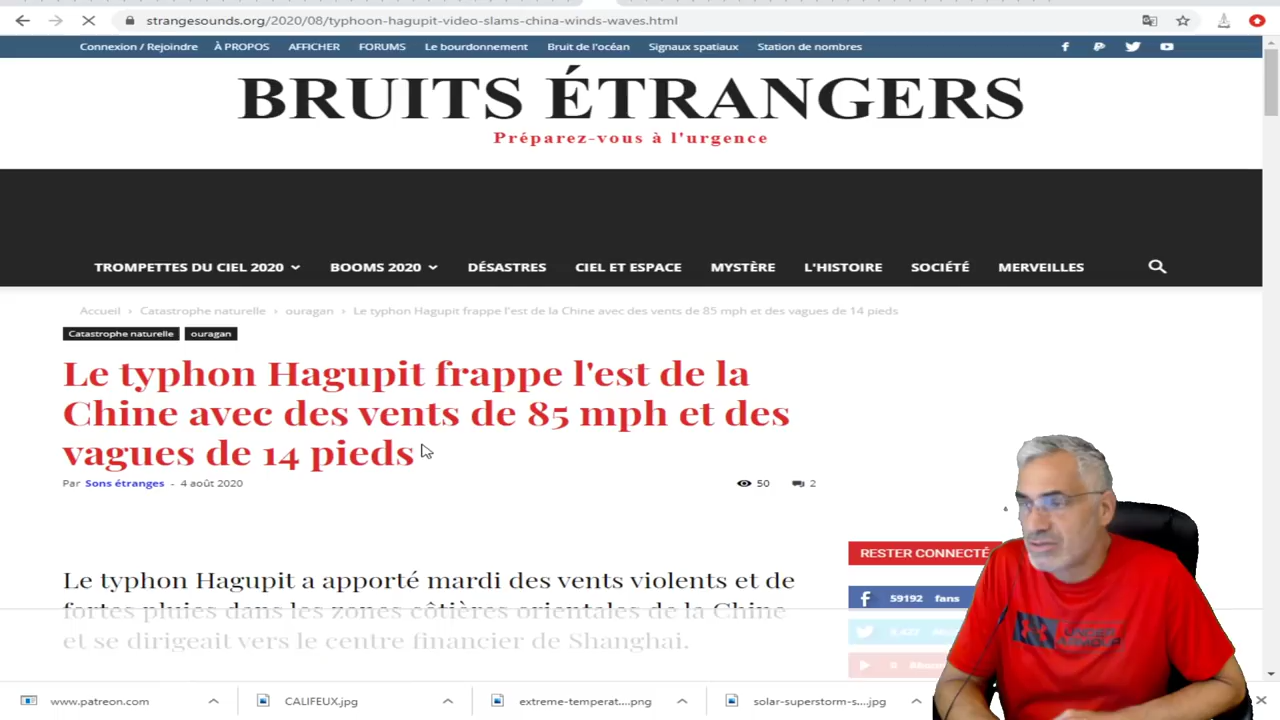 strangesounds.org/2020/08/typhoon-hagupit-video-slams-china-winds-waves.html
Connexion / Rejoindre À PROPOS AFFICHER FORUMS Le bourdonnement Bruit de l'océan Signaux spatiaux Station de nombres
BRUITS ÉTRANGERS
Préparez-vous à l'urgence
TROMPETTES DU CIEL 2020 BOOMS 2020 DÉSASTRES CIEL ET ESPACE MYSTÈRE L'HISTOIRE SOCIÉTÉ MERVEILLES
Accueil › Catastrophe naturelle › ouragan › Le typhon Hagupit frappe l'est de la Chine avec des vents de 85 mph et des vagues de 14 pieds
Catastrophe naturelle ouragan
Le typhon Hagupit frappe l'est de la
Chine avec des vents de 85 mph et des
vagues de 14 pieds
Par Sons étranges - 4 août 2020 50 2
RESTER CONNECTÉ
Le typhon Hagupit a apporté mardi des vents violents et de
59192 fans
fortes pluies dans les zones côtières orientales de la Chine
et se dirigeait vers le centre financier de Shanghai.
UNDER
ARMOUR
www.patreon.com CALIFEUX.jpg extreme-temperat....png solar-superstorm-s....jpg